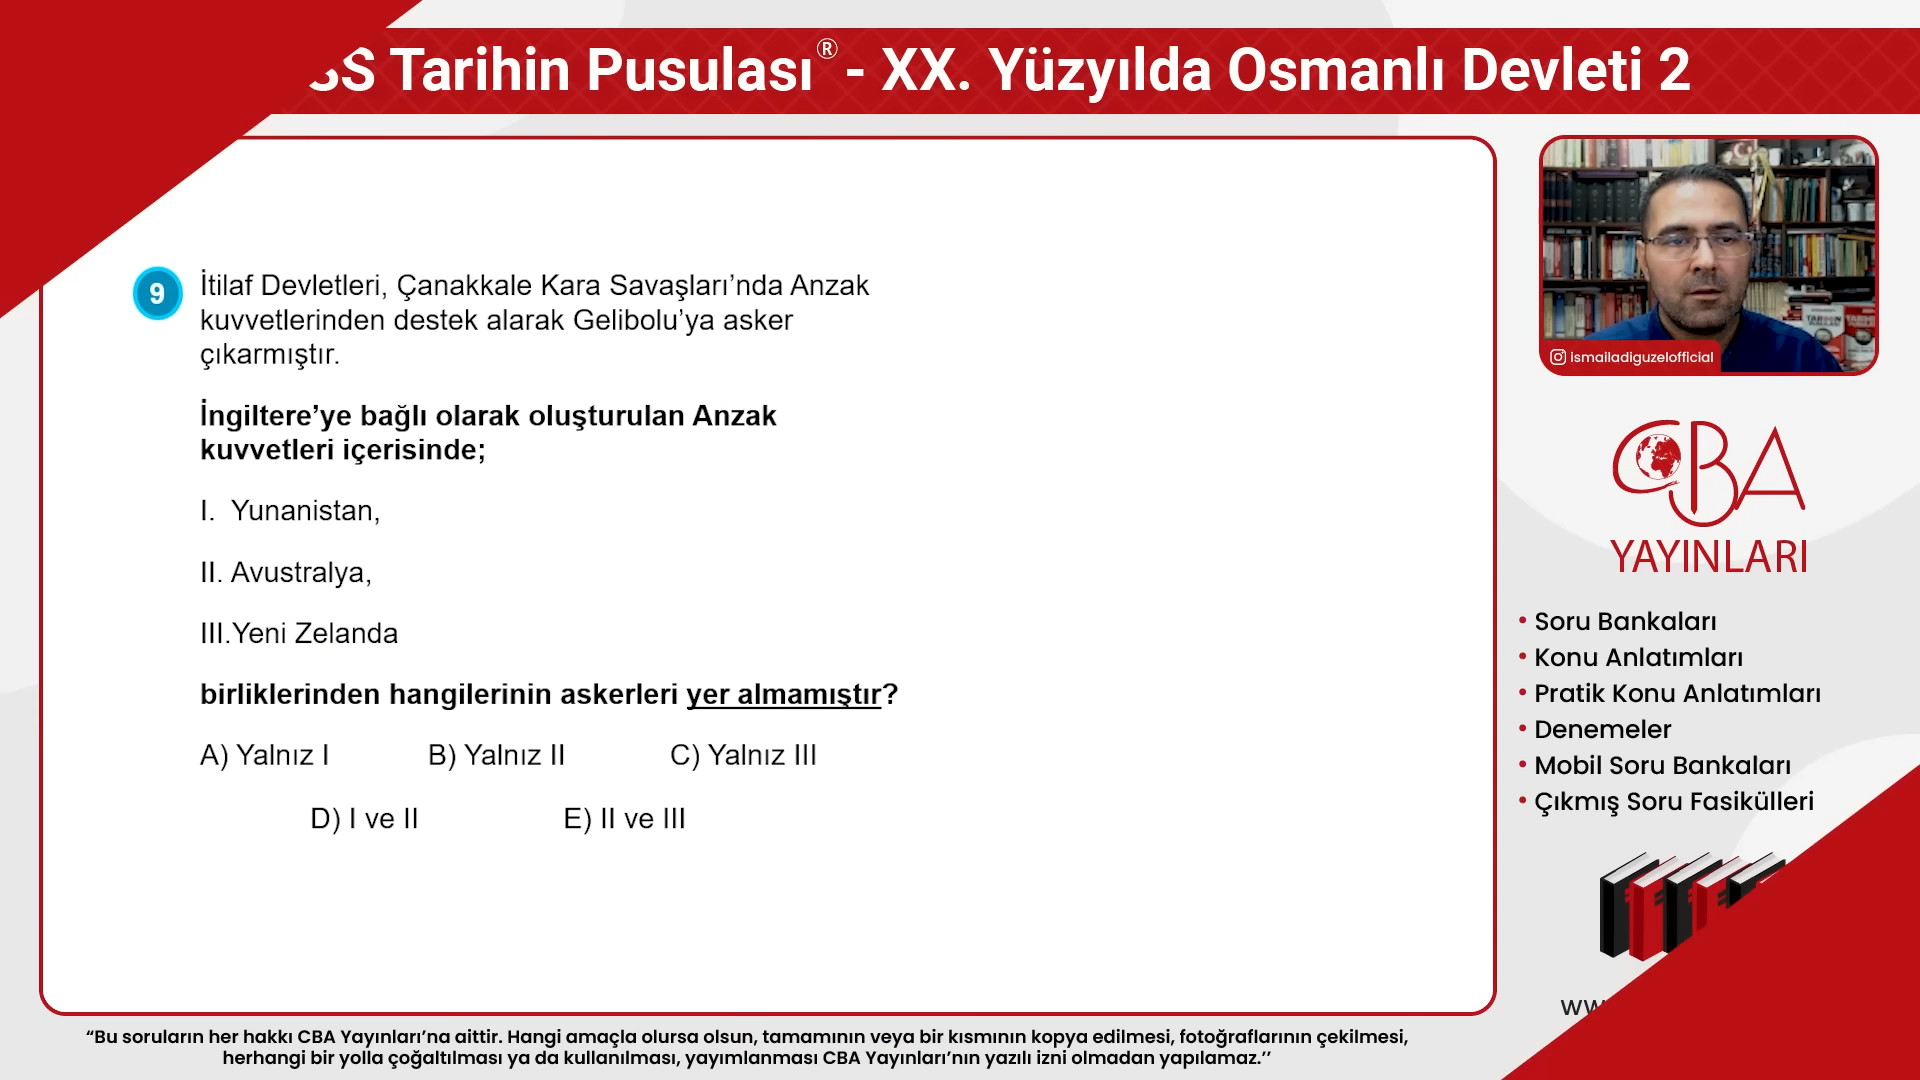 SS Tarihin Pusulası® - XX. Yüzyılda Osmanlı Devleti 2
9
İtilaf Devletleri, Çanakkale Kara Savaşları’nda Anzak
kuvvetlerinden destek alarak Gelibolu’ya asker
çıkarmıştır.
İngiltere’ye bağlı olarak oluşturulan Anzak
kuvvetleri içerisinde;
I. Yunanistan,
II. Avustralya,
III.Yeni Zelanda
birliklerinden hangilerinin askerleri yer almamıştır?
A) Yalnız I B) Yalnız II C) Yalnız III
D) I ve II E) II ve III
ismailadiguzelofficial
CBA
YAYINLARI
• Soru Bankaları
• Konu Anlatımları
• Pratik Konu Anlatımları
• Denemeler
• Mobil Soru Bankaları
• Çıkmış Soru Fasikülleri
“Bu soruların her hakkı CBA Yayınları’na aittir. Hangi amaçla olursa olsun, tamamının veya bir kısmının kopya edilmesi, fotoğraflarının çekilmesi,
herhangi bir yolla çoğaltılması ya da kullanılması, yayımlanması CBA Yayınları’nın yazılı izni olmadan yapılamaz.’’